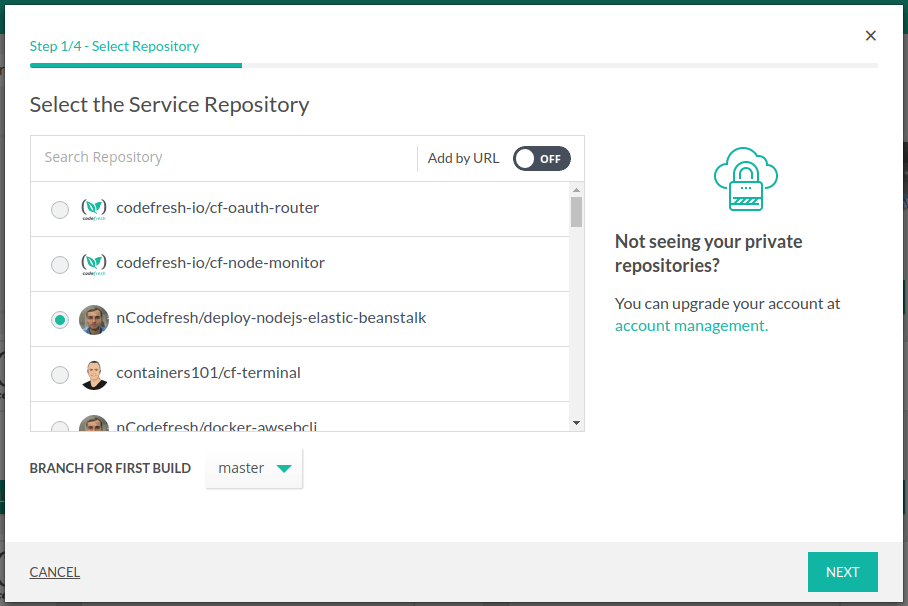 Step 1/4 - Select Repository
Select the Service Repository
Search Repository
Add by URL
OFF
codefresh-io/cf-oauth-router
codefresh
codefresh-io/cf-node-monitor
codefresh
nCodefresh/deploy-nodejs-elastic-beanstalk
containers101/cf-terminal
nCodefresh/docker-awsebcli
Not seeing your private
repositories?
You can upgrade your account at
account management.
BRANCH FOR FIRST BUILD
master
CANCEL
NEXT